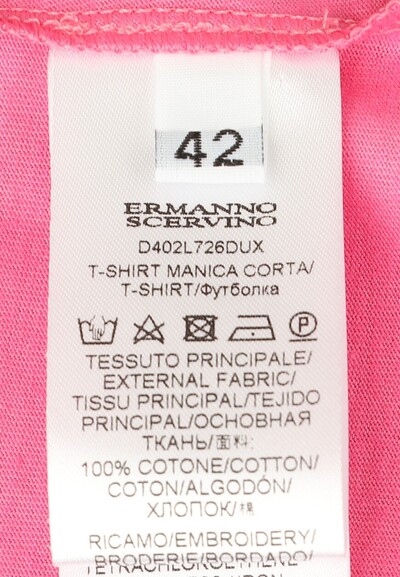 42
ERMANNO
SCERVINO
D402L726DUX
T-SHIRT MANICA CORTA/
T-SHIRT/Футболка
TESSUTO PRINCIPALE/
EXTERNAL FABRIC/
TISSU PRINCIPAL/TEJIDO
PRINCIPAL/ОСНОВНАЯ
ТКАНЬ/面料:
100% COTONE/COTTON/
COTON/ALGODÓN/
ХЛОПОК/棉
RICAMO/EMBROIDERY/
BRODERIE/BORDADO/